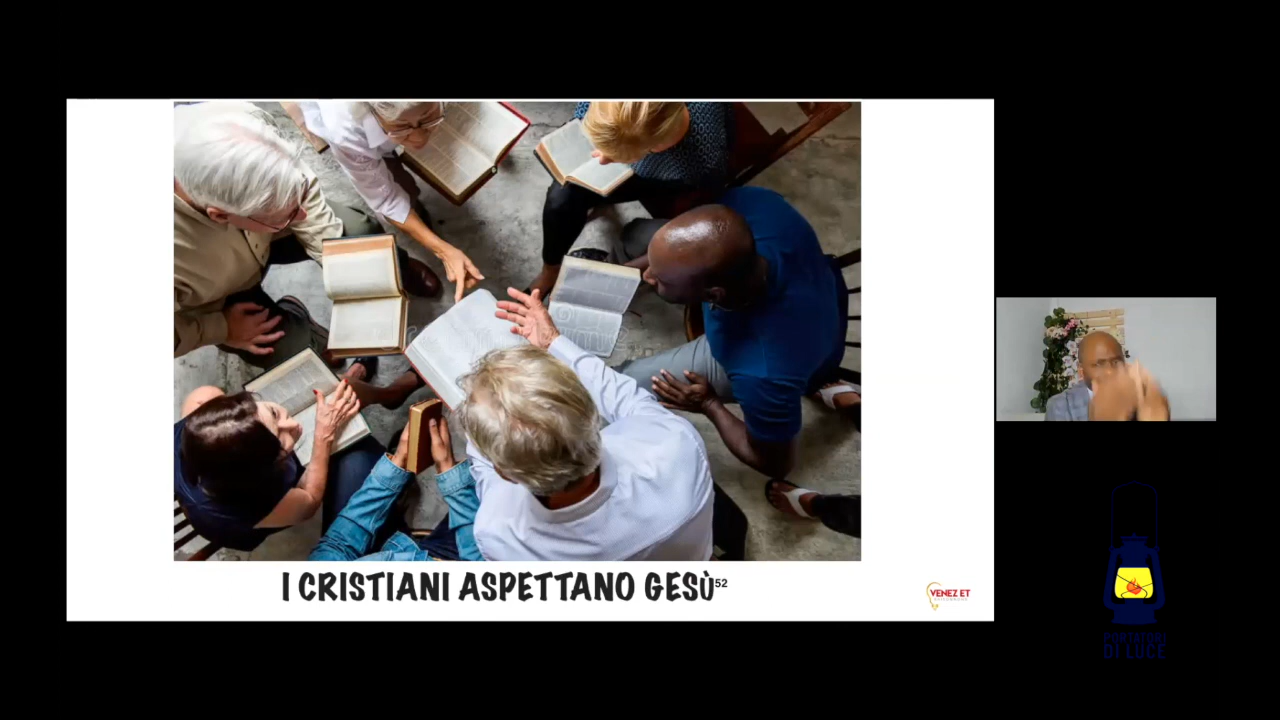 I CRISTIANI ASPETTANO GESÙ52
VENEZ ET
PORTATORI
DI LUCE